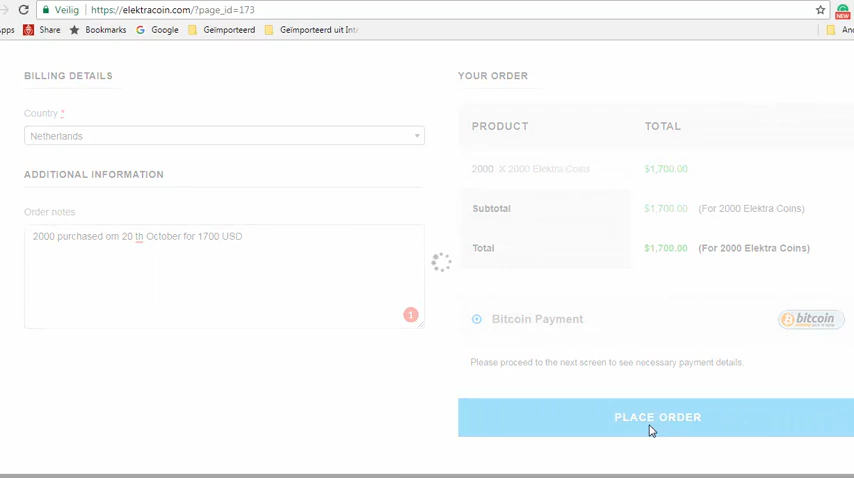 Veilig https://elektracoin.com/?page_id=173
NEW
Apps Share Bookmarks Google Geïmporteerd
BILLING DETAILS
Country *
Netherlands
ADDITIONAL INFORMATION
Order notes
2000 purchased om 20 th October for 1700 USD
1
YOUR ORDER
PRODUCT TOTAL
2000 X 2000 Elektra Coins $1,700.00
Subtotal $1,700.00 (For 2000 Elektra Coins)
Total $1,700.00 (For 2000 Elektra Coins)
Bitcoin Payment bitcoin
Please proceed to the next screen to see necessary payment details.
PLACE ORDER